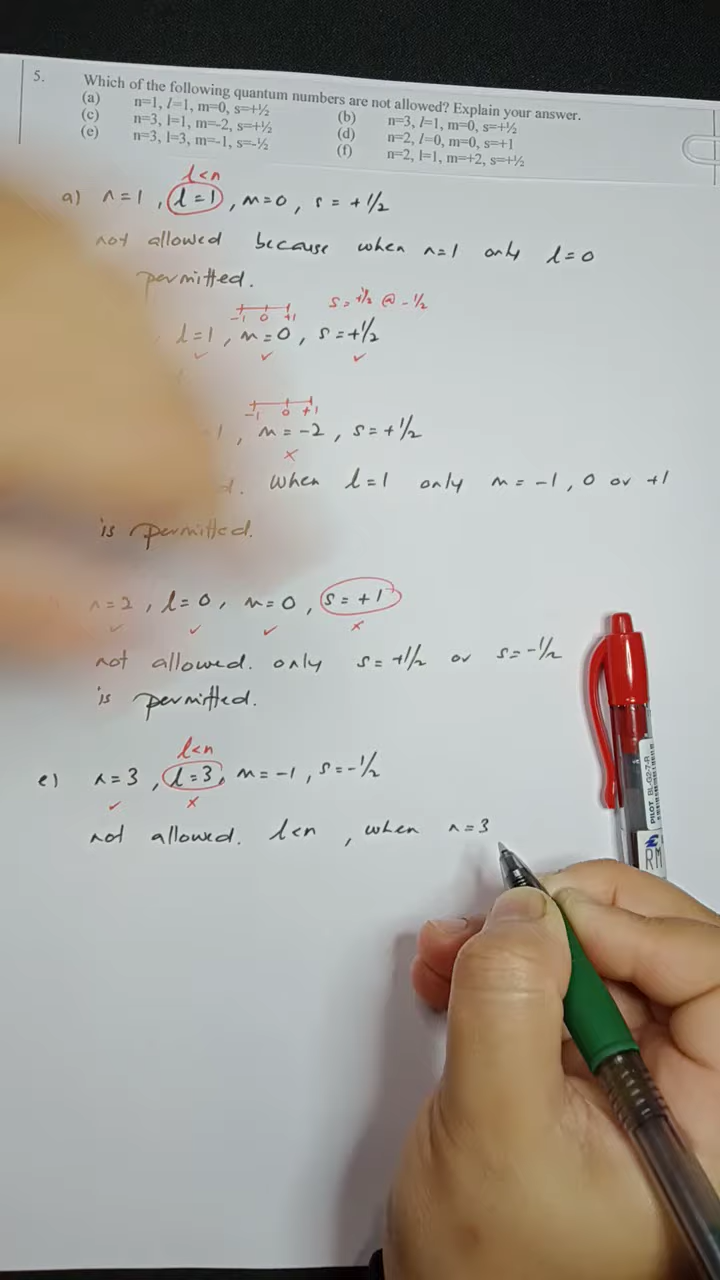 5. Which of the following quantum numbers are not allowed? Explain your answer.
(a) n=1, l=1, m=0, s=+½ (b) n=3, l=1, m=0, s=+½
(c) n=3, l=1, m=-2, s=+½ (d) n=2, l=0, m=0, s=+1
(e) n=3, l=3, m=-1, s=-½ (f) n=2, l=1, m=+2, s=+½
l<n
a) n=1, l=1, m=0, s=+1/2
not allowed because when n=1 only l=0
permitted.
-1 0 +1 s=+1/2 @ -1/2
l=1, m=0, s=+1/2
✓ ✓ ✓
-1 0 +1
, m=-2, s=+1/2
×
. when l=1 only m=-1, 0 or +1
is permitted.
n=2, l=0, m=0, s=+1
✓ ✓ ✓ ×
not allowed. only s=+1/2 or s=-1/2
is permitted.
l<n
e) n=3, l=3, m=-1, s=-1/2
✓ ×
not allowed. l<n, when n=3
PILOT BL-G2-7-R
RM